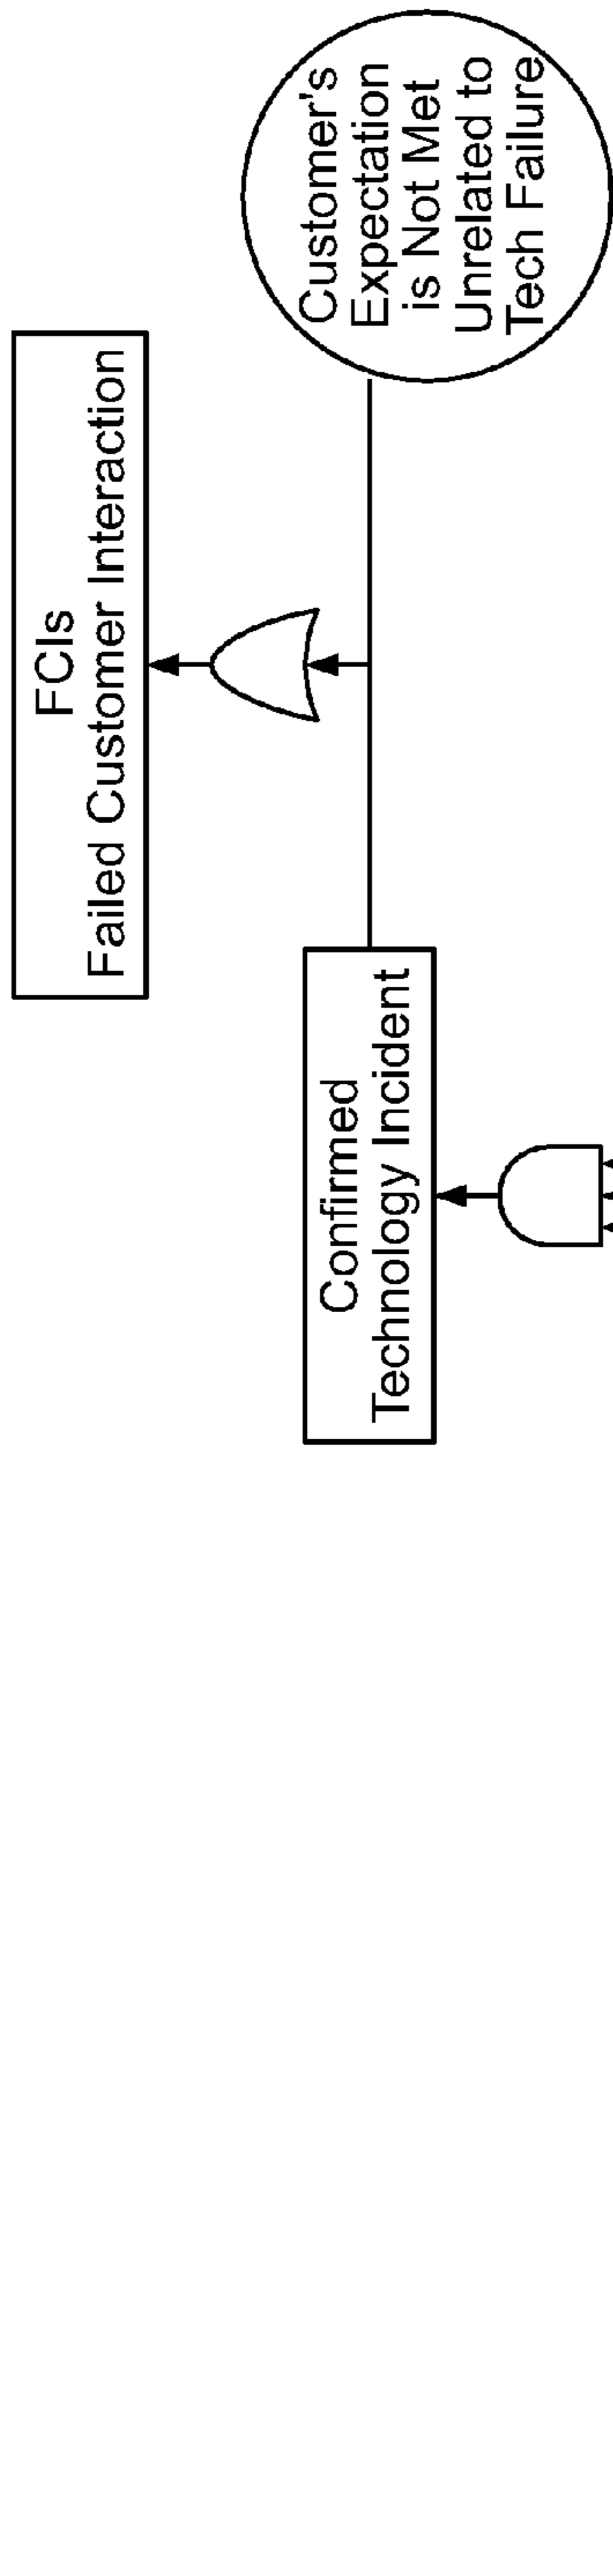 FCIs
Failed Customer Interaction
Confirmed
Technology Incident
Customer's
Expectation
is Not Met
Unrelated to
Tech Failure